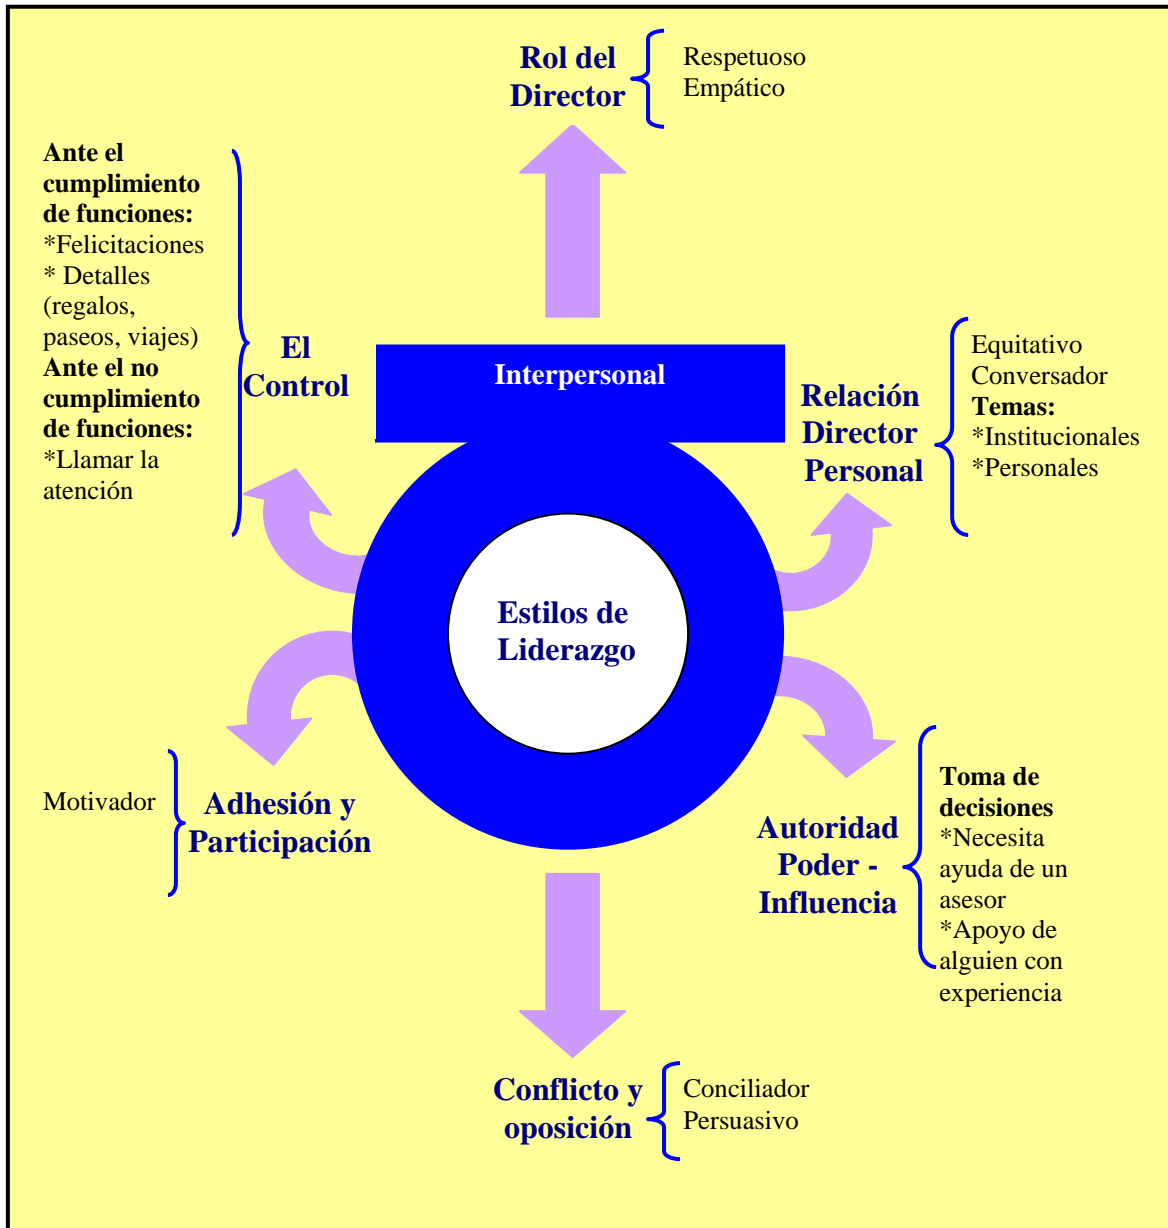 Rol del
Director
Respetuoso
Empático
Ante el
cumplimiento
de funciones:
*Felicitaciones
* Detalles
(regalos,
paseos, viajes)
Ante el no
cumplimiento
de funciones:
*Llamar la
atención
El
Control
Interpersonal
Relación
Director
Personal
Equitativo
Conversador
Temas:
*Institucionales
*Personales
Estilos de
Liderazgo
Motivador
Adhesión y
Participación
Autoridad
Poder -
Influencia
Toma de
decisiones
*Necesita
ayuda de un
asesor
*Apoyo de
alguien con
experiencia
Conflicto y
oposición
Conciliador
Persuasivo